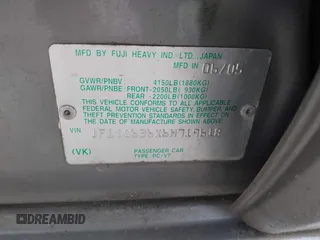 MFD BY FUJI HEAVY IND. LTD., JAPAN
MFD IN 06/05
GVWR/PNBV 4150LB(1880KG)
GAWR/PNBE: FRONT-2050LB( 930KG)
REAR -2200LB(1000KG)
THIS VEHICLE CONFORMS TO ALL APPLICABLE
FEDERAL MOTOR VEHICLE SAFETY, BUMPER, AND
THEFT PREVENTION STANDARDS IN EFFECT ON
THE DATE OF MANUFACTURE SHOWN ABOVE.
VIN
(VK)
PASSENGER CAR
TYPE PC/VT
DREAMBID